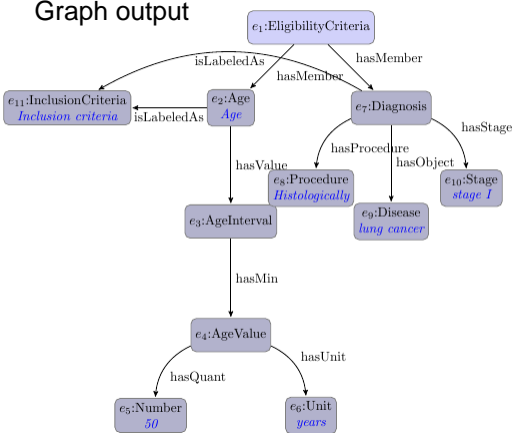 Graph output
e₁:EligibilityCriteria
isLabeledAs
hasMember
hasMember
e₁₁:InclusionCriteria
Inclusion criteria
isLabeledAs
e₂:Age
Age
e₇:Diagnosis
hasStage
hasProcedure
hasValue
hasObject
e₈:Procedure
Histologically
e₁₀:Stage
stage I
e₉:Disease
lung cancer
e₃:AgeInterval
hasMin
e₄:AgeValue
hasUnit
hasQuant
e₅:Number
50
e₆:Unit
years